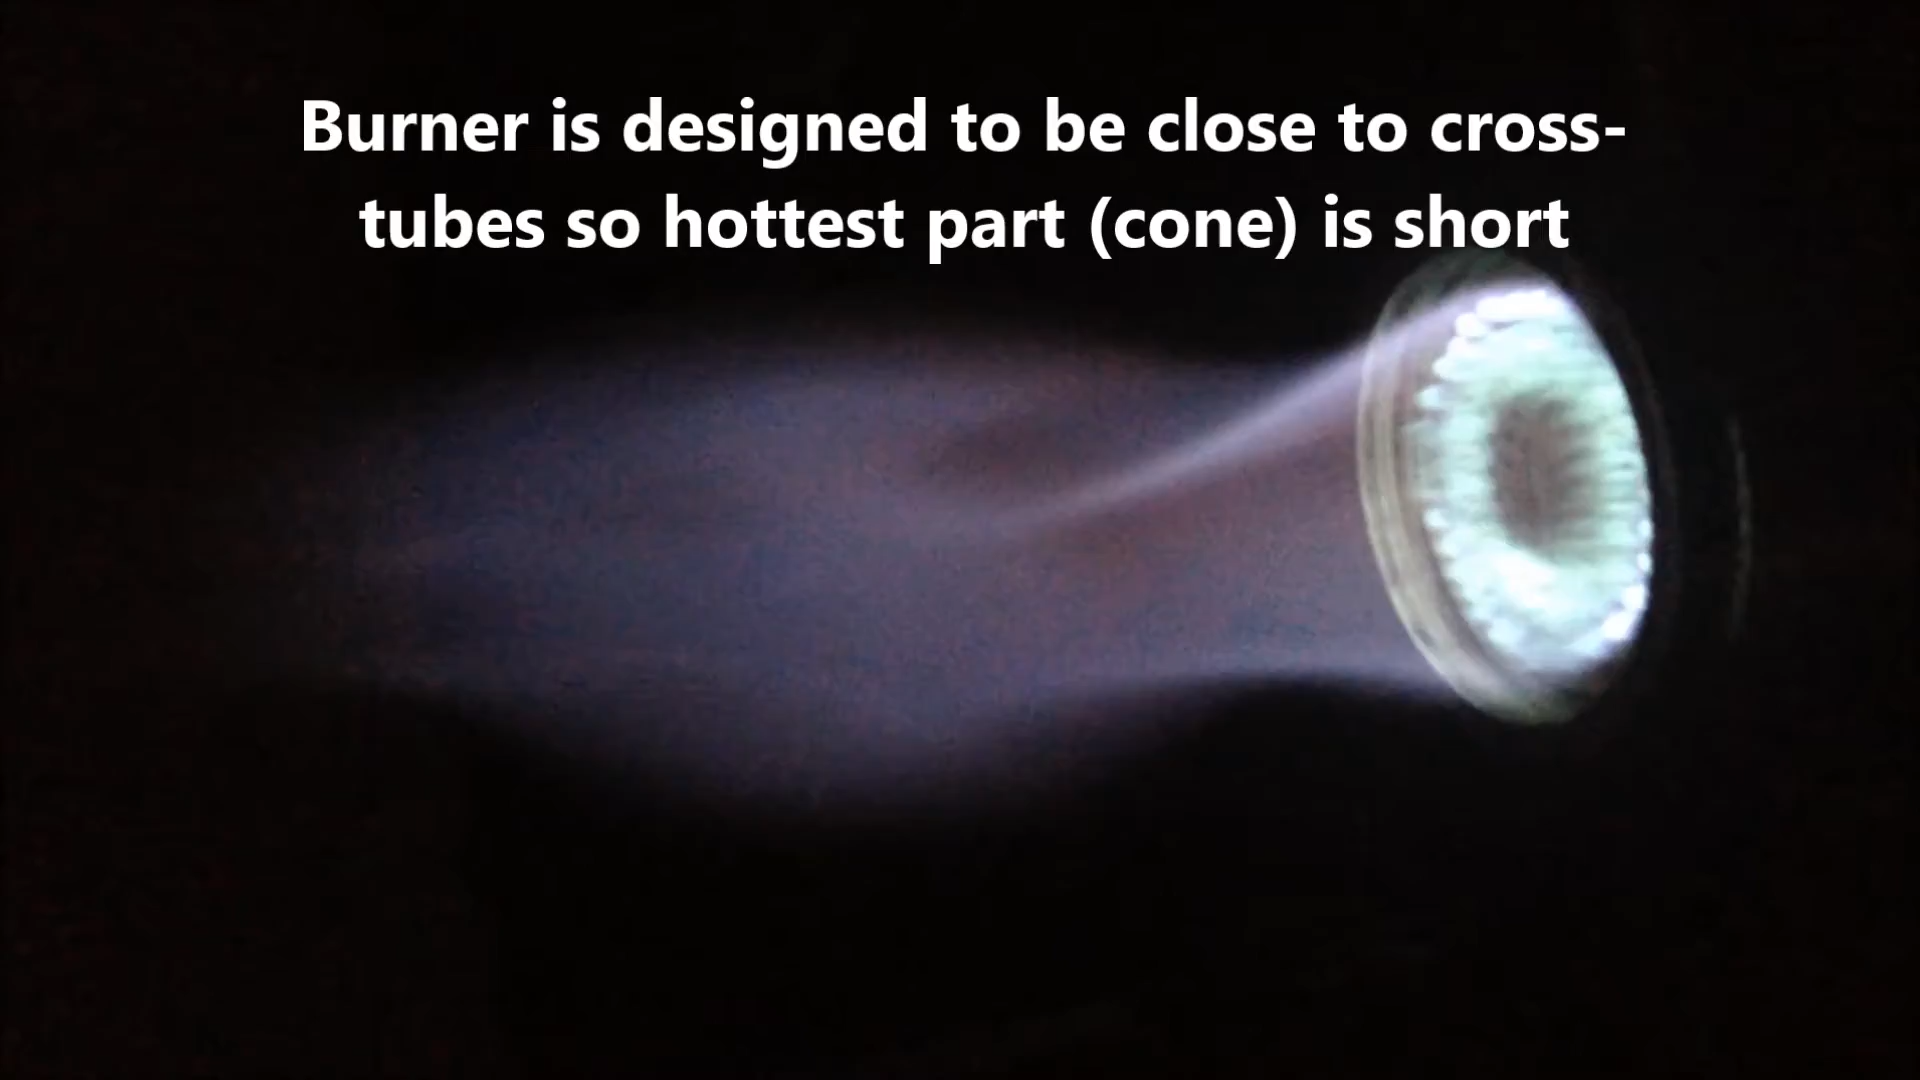 Burner is designed to be close to cross-
tubes so hottest part (cone) is short